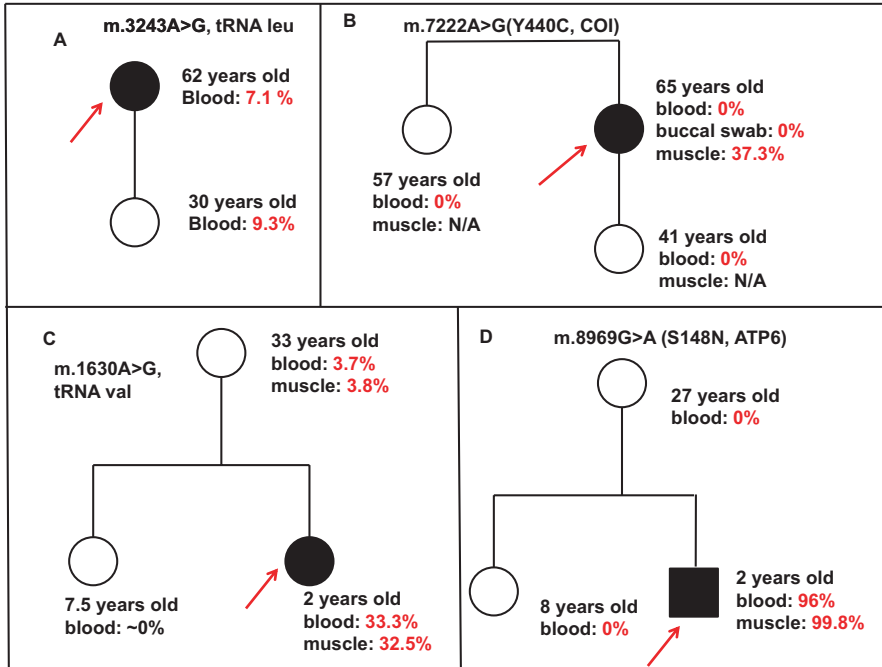 A
m.3243A>G, tRNA leu
62 years old
Blood: 7.1 %
30 years old
Blood: 9.3%
B
m.7222A>G(Y440C, COI)
65 years old
blood: 0%
buccal swab: 0%
muscle: 37.3%
57 years old
blood: 0%
muscle: N/A
41 years old
blood: 0%
muscle: N/A
C
m.1630A>G,
tRNA val
33 years old
blood: 3.7%
muscle: 3.8%
7.5 years old
blood: ~0%
2 years old
blood: 33.3%
muscle: 32.5%
D
m.8969G>A (S148N, ATP6)
27 years old
blood: 0%
8 years old
blood: 0%
2 years old
blood: 96%
muscle: 99.8%